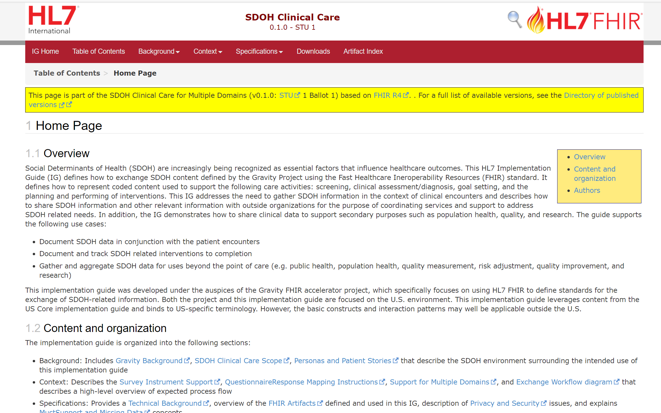 HL7
International
SDOH Clinical Care
0.1.0 - STU 1
HL7 FHIR
IG Home Table of Contents Background Context Specifications Downloads Artifact Index
Table of Contents > Home Page
This page is part of the SDOH Clinical Care for Multiple Domains (v0.1.0: STU 1 Ballot 1) based on FHIR R4. . For a full list of available versions, see the Directory of published
versions
1 Home Page
1.1 Overview
Social Determinants of Health (SDOH) are increasingly being recognized as essential factors that influence healthcare outcomes. This HL7 Implementation
Guide (IG) defines how to exchange SDOH content defined by the Gravity Project using the Fast Healthcare Ineroperability Resources (FHIR) standard. It
defines how to represent coded content used to support the following care activities: screening, clinical assessment/diagnosis, goal setting, and the
planning and performing of interventions. This IG addresses the need to gather SDOH information in the context of clinical encounters and describes how
to share SDOH information and other relevant information with outside organizations for the purpose of coordinating services and support to address
SDOH related needs. In addition, the IG demonstrates how to share clinical data to support secondary purposes such as population health, quality, and research. The guide supports
the following use cases:
• Overview
• Content and
organization
• Authors
• Document SDOH data in conjunction with the patient encounters
• Document and track SDOH related interventions to completion
• Gather and aggregate SDOH data for uses beyond the point of care (e.g. public health, population health, quality measurement, risk adjustment, quality improvement, and
research)
This implementation guide was developed under the auspices of the Gravity FHIR accelerator project, which specifically focuses on using HL7 FHIR to define standards for the
exchange of SDOH-related information. Both the project and this implementation guide are focused on the U.S. environment. This implementation guide leverages content from the
US Core implementation guide and binds to US-specific terminology. However, the basic constructs and interaction patterns may well be applicable outside the U.S.
1.2 Content and organization
The implementation guide is organized into the following sections:
• Background: Includes Gravity Background, SDOH Clinical Care Scope, Personas and Patient Stories that describe the SDOH environment surrounding the intended use of
this implementation guide
• Context: Describes the Survey Instrument Support, QuestionnaireResponse Mapping Instructions, Support for Multiple Domains, and Exchange Workflow diagram that
describes a high-level overview of expected process flow
• Specifications: Provides a Technical Background, overview of the FHIR Artifacts defined and used in this IG, description of Privacy and Security issues, and explains
MustSupport and Missing Data concepts